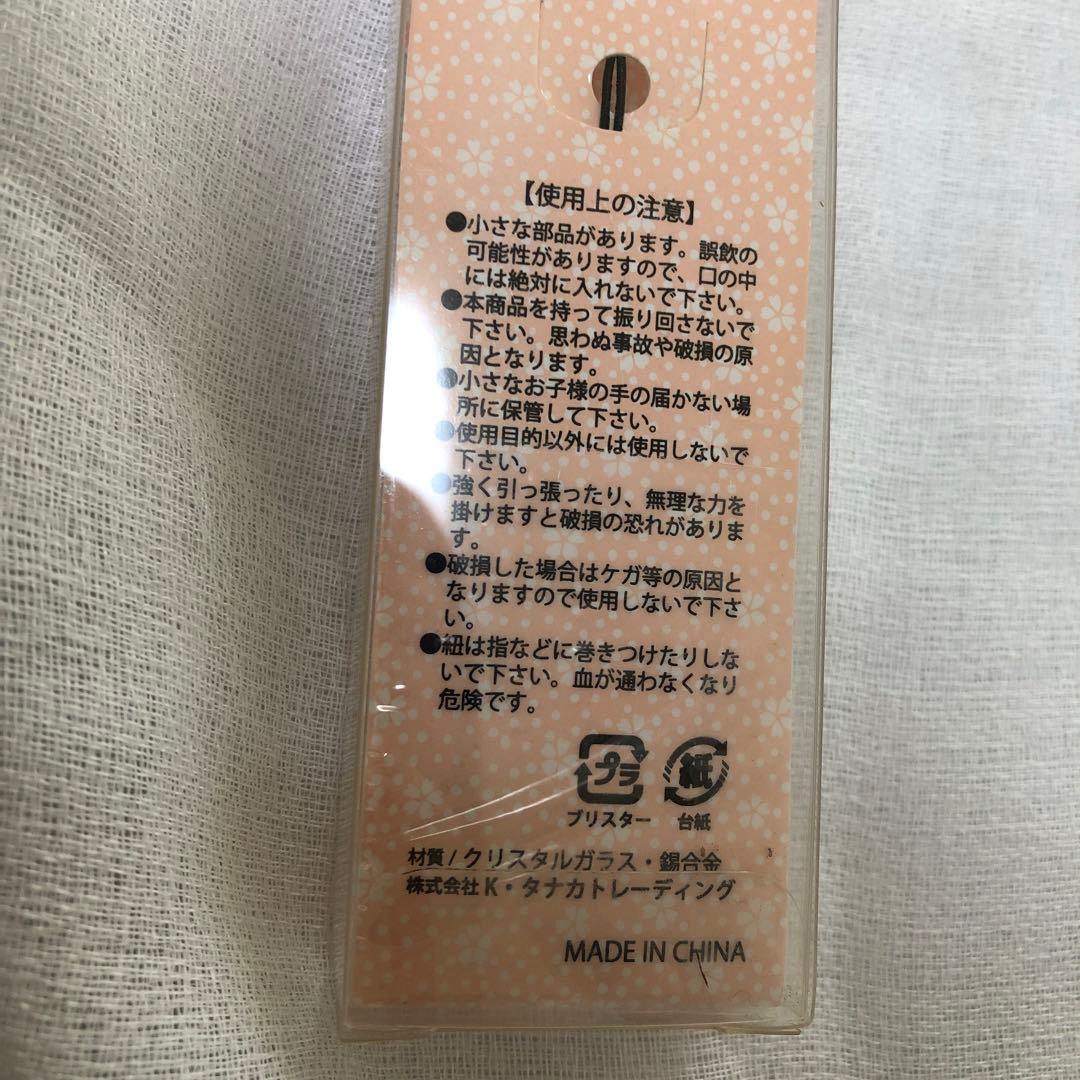 【使用上の注意】
●小さな部品があります。誤飲の
可能性がありますので、口の中
には絶対に入れないで下さい。
●本商品を持って振り回さないで
下さい。思わぬ事故や破損の原
因となります。
●小さなお子様の手の届かない場
所に保管して下さい。
●使用目的以外には使用しないで
下さい。
●強く引っ張ったり、無理な力を
掛けますと破損の恐れがありま
す。
●破損した場合はケガ等の原因と
なりますので使用しないで下さ
い。
●紐は指などに巻きつけたりしな
いで下さい。血が通わなくなり
危険です。
プラ 紙
ブリスター 台紙
材質/クリスタルガラス・錫合金
株式会社K・タナカトレーディング
MADE IN CHINA